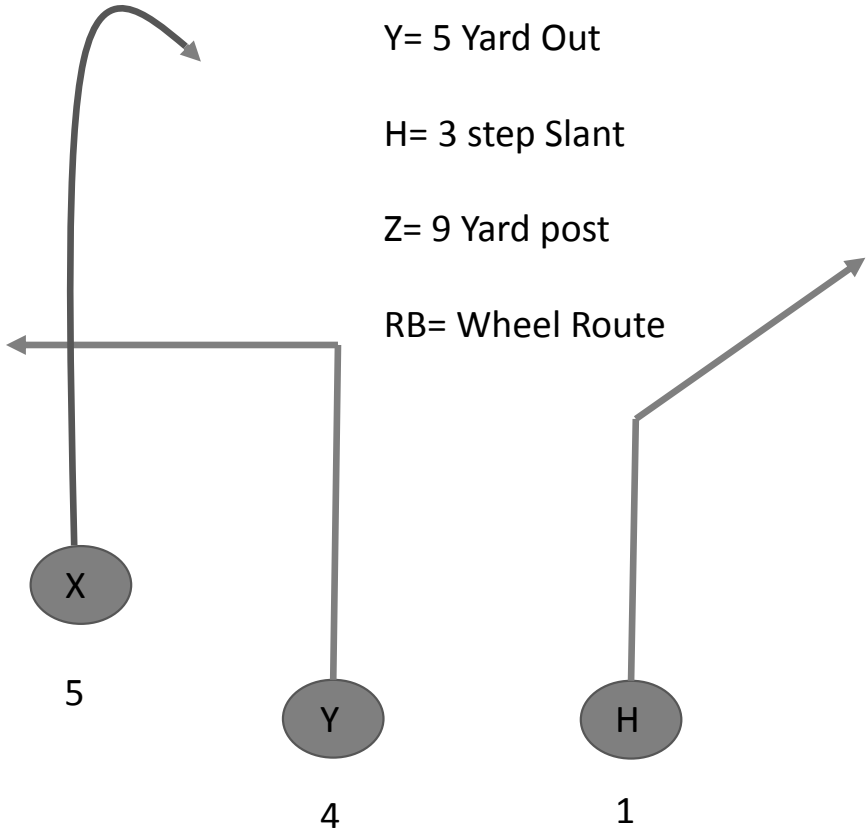 Y= 5 Yard Out
H= 3 step Slant
Z= 9 Yard post
RB= Wheel Route
X
5
Y
H
4
1